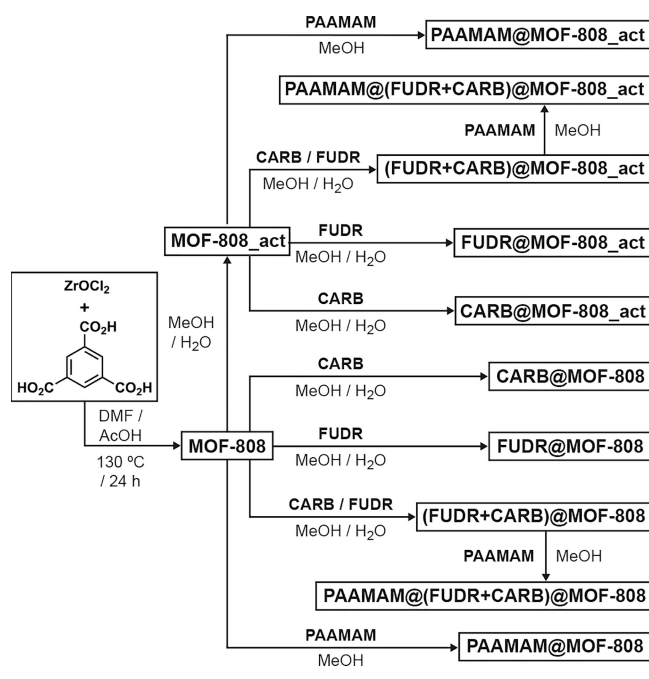 PAAMAM
MeOH
PAAMAM@MOF-808_act
PAAMAM@(FUDR+CARB)@MOF-808_act
PAAMAM MeOH
CARB / FUDR
MeOH / H₂O
(FUDR+CARB)@MOF-808_act
MOF-808_act
FUDR
MeOH / H₂O
FUDR@MOF-808_act
CARB
MeOH / H₂O
CARB@MOF-808_act
ZrOCl₂
+
CO₂H
HO₂C
CO₂H
MeOH
/ H₂O
DMF /
AcOH
130 ºC
/ 24 h
MOF-808
CARB
MeOH / H₂O
CARB@MOF-808
FUDR
MeOH / H₂O
FUDR@MOF-808
CARB / FUDR
MeOH / H₂O
(FUDR+CARB)@MOF-808
PAAMAM MeOH
PAAMAM@(FUDR+CARB)@MOF-808
PAAMAM
MeOH
PAAMAM@MOF-808